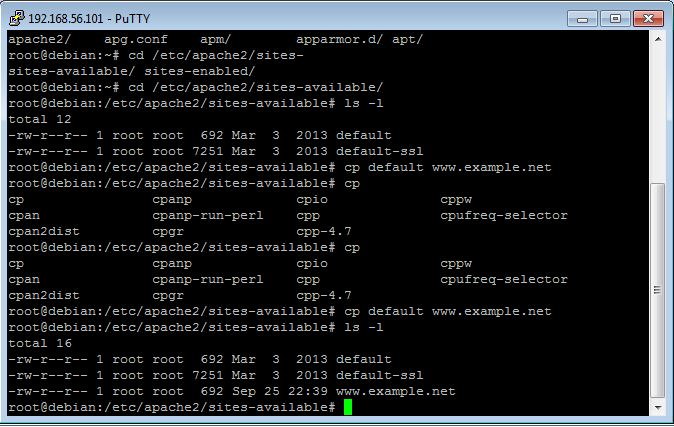 192.168.56.101 - PuTTY
apache2/    apg.conf    apm/        apparmor.d/ apt/
root@debian:~# cd /etc/apache2/sites-
sites-available/ sites-enabled/
root@debian:~# cd /etc/apache2/sites-available/
root@debian:/etc/apache2/sites-available# ls -l
total 12
-rw-r--r-- 1 root root  692 Mar  3  2013 default
-rw-r--r-- 1 root root 7251 Mar  3  2013 default-ssl
root@debian:/etc/apache2/sites-available# cp default www.example.net
root@debian:/etc/apache2/sites-available# cp
cp                cpanp             cpio              cppw
cpan              cpanp-run-perl    cpp               cpufreq-selector
cpan2dist         cpgr              cpp-4.7
root@debian:/etc/apache2/sites-available# cp
cp                cpanp             cpio              cppw
cpan              cpanp-run-perl    cpp               cpufreq-selector
cpan2dist         cpgr              cpp-4.7
root@debian:/etc/apache2/sites-available# cp default www.example.net
root@debian:/etc/apache2/sites-available# ls -l
total 16
-rw-r--r-- 1 root root  692 Mar  3  2013 default
-rw-r--r-- 1 root root 7251 Mar  3  2013 default-ssl
-rw-r--r-- 1 root root  692 Sep 25 22:39 www.example.net
root@debian:/etc/apache2/sites-available#